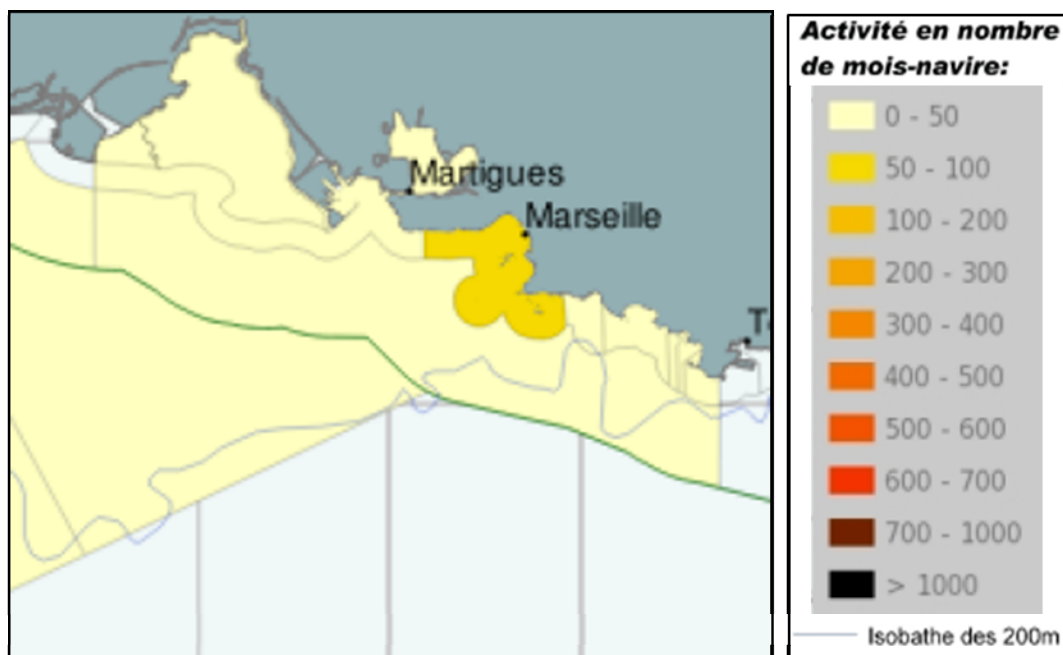 Martigues
Marseille
Activité en nombre
de mois-navire:
0 - 50
50 - 100
100 - 200
200 - 300
300 - 400
400 - 500
500 - 600
600 - 700
700 - 1000
> 1000
Isobathe des 200m